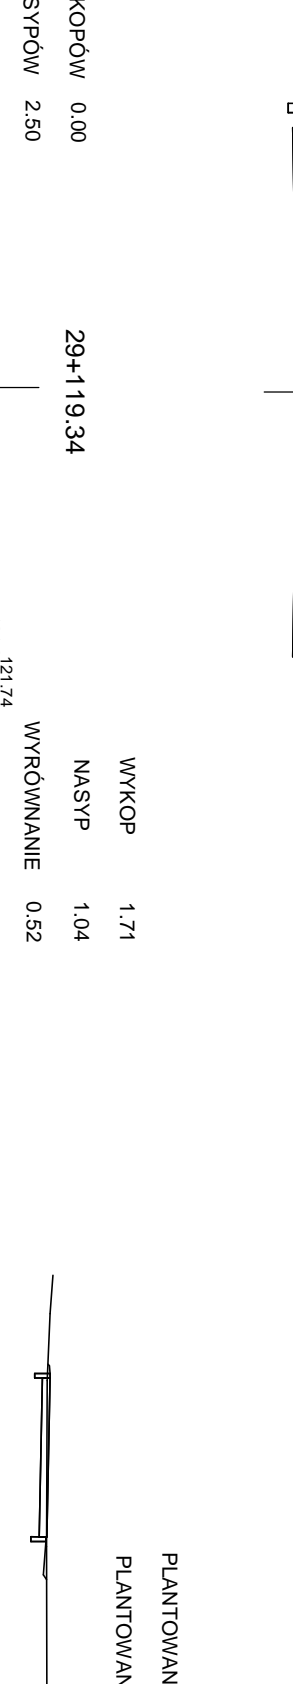 KOPÓW 0.00
SYPÓW 2.50
29+119.34
WYKOP 1.71
NASYP 1.04
WYRÓWNANIE 0.52
121.74
PLANTOWAN
PLANTOWAN